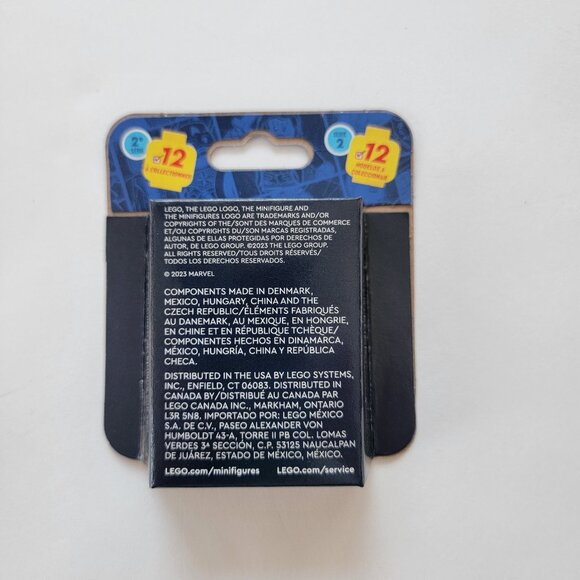 2e
SÉRIE
12
À COLLECTIONNER
SERIE
2
12
MODELOS A
COLECCIONAR
LEGO, THE LEGO LOGO, THE MINIFIGURE AND
THE MINIFIGURES LOGO ARE TRADEMARKS AND/OR
COPYRIGHTS OF THE/SONT DES MARQUES DE COMMERCE
ET/OU COPYRIGHTS DU/SON MARCAS REGISTRADAS,
ALGUNAS DE ELLAS PROTEGIDAS POR DERECHOS DE
AUTOR, DE LEGO GROUP. ©2023 THE LEGO GROUP.
ALL RIGHTS RESERVED/TOUS DROITS RÉSERVÉS/
TODOS LOS DERECHOS RESERVADOS.
© 2023 MARVEL
COMPONENTS MADE IN DENMARK,
MEXICO, HUNGARY, CHINA AND THE
CZECH REPUBLIC/ÉLÉMENTS FABRIQUÉS
AU DANEMARK, AU MEXIQUE, EN HONGRIE,
EN CHINE ET EN RÉPUBLIQUE TCHÈQUE/
COMPONENTES HECHOS EN DINAMARCA,
MÉXICO, HUNGRÍA, CHINA Y REPÚBLICA
CHECA.
DISTRIBUTED IN THE USA BY LEGO SYSTEMS,
INC., ENFIELD, CT 06083. DISTRIBUTED IN
CANADA BY/DISTRIBUÉ AU CANADA PAR
LEGO CANADA INC., MARKHAM, ONTARIO
L3R 5N8. IMPORTADO POR: LEGO MÉXICO
S.A. DE C.V., PASEO ALEXANDER VON
HUMBOLDT 43-A, TORRE II PB COL. LOMAS
VERDES 3ª SECCIÓN, C.P. 53125 NAUCALPAN
DE JUÁREZ, ESTADO DE MÉXICO, MÉXICO.
LEGO.com/minifigures LEGO.com/service